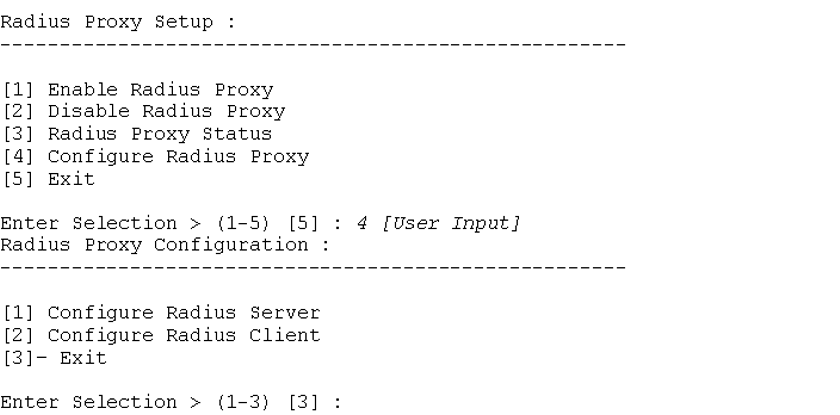 Radius Proxy Setup :
----------------------------------------------------
[1] Enable Radius Proxy
[2] Disable Radius Proxy
[3] Radius Proxy Status
[4] Configure Radius Proxy
[5] Exit
Enter Selection > (1-5) [5] : 4 [User Input]
Radius Proxy Configuration :
----------------------------------------------------
[1] Configure Radius Server
[2] Configure Radius Client
[3]- Exit
Enter Selection > (1-3) [3] :